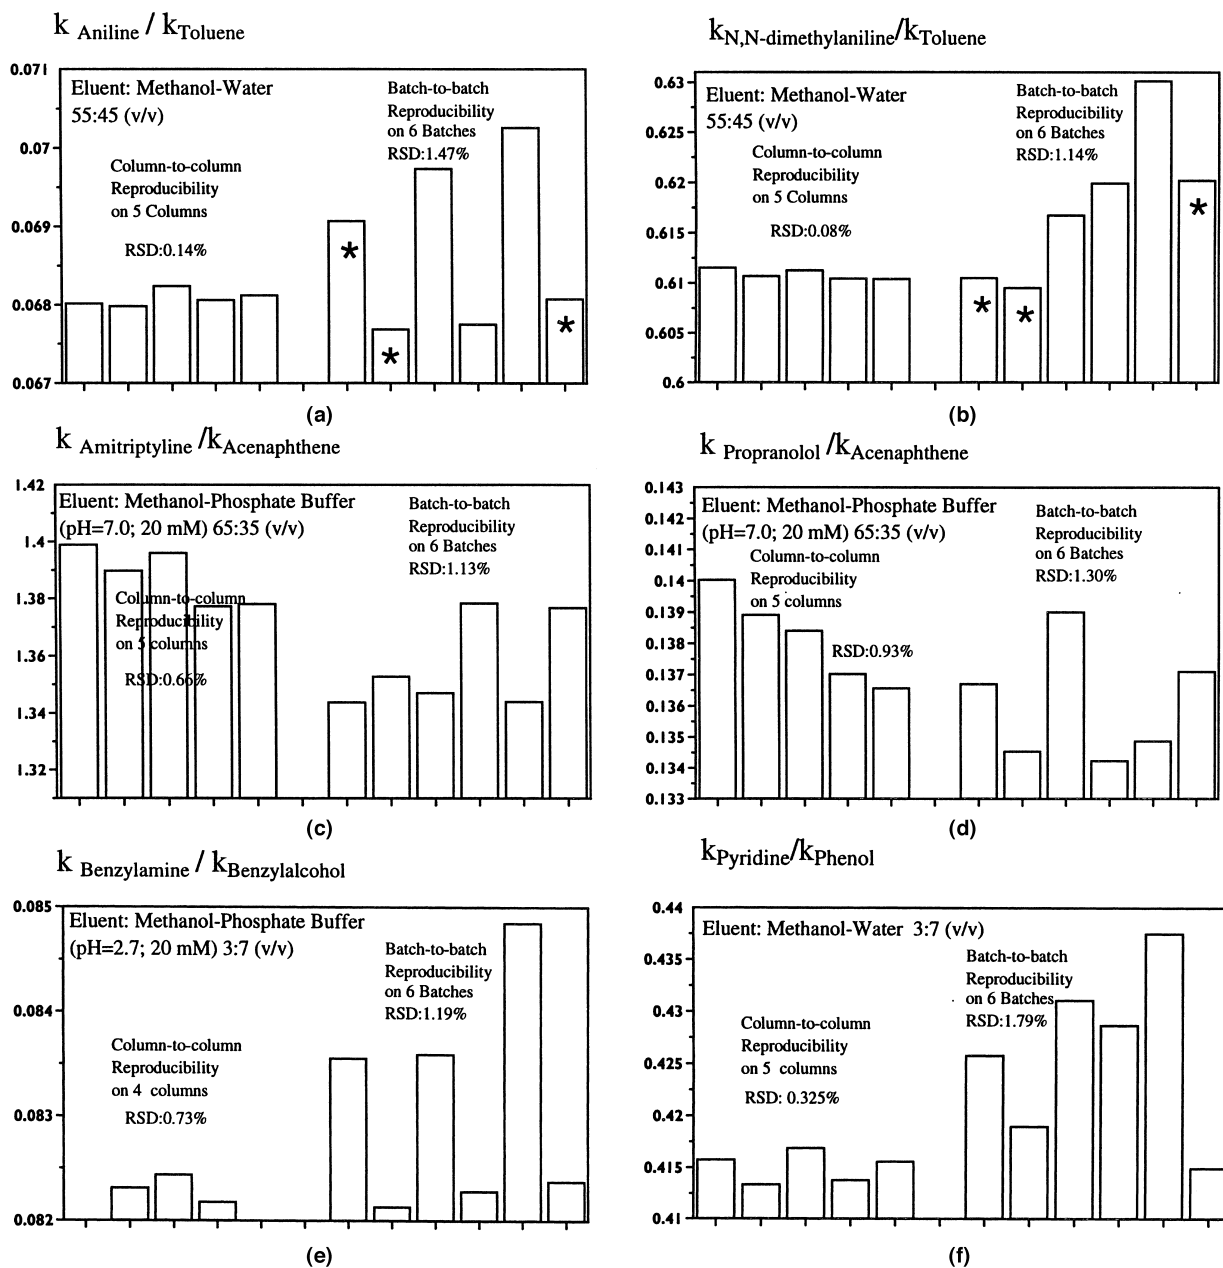 k Aniline / kToluene
0.071
0.07
0.069
0.068
0.067
Eluent: Methanol-Water
55:45 (v/v)
Column-to-column
Reproducibility
on 5 Columns
RSD:0.14%
Batch-to-batch
Reproducibility
on 6 Batches
RSD:1.47%
*
*
*
(a)
kN,N-dimethylaniline/kToluene
0.63
0.625
0.62
0.615
0.61
0.605
0.6
Eluent: Methanol-Water
55:45 (v/v)
Column-to-column
Reproducibility
on 5 Columns
RSD:0.08%
Batch-to-batch
Reproducibility
on 6 Batches
RSD:1.14%
*
*
*
(b)
k Amitriptyline /kAcenaphthene
1.42
1.4
1.38
1.36
1.34
1.32
Eluent: Methanol-Phosphate Buffer
(pH=7.0; 20 mM) 65:35 (v/v)
Column-to-column
Reproducibility
on 5 columns
RSD:0.66%
Batch-to-batch
Reproducibility
on 6 Batches
RSD:1.13%
(c)
k Propranolol /kAcenaphthene
0.143
0.142
0.141
0.14
0.139
0.138
0.137
0.136
0.135
0.134
0.133
Eluent: Methanol-Phosphate Buffer
(pH=7.0; 20 mM) 65:35 (v/v)
Column-to-column
Reproducibility
on 5 columns
RSD:0.93%
Batch-to-batch
Reproducibility
on 6 Batches
RSD:1.30%
(d)
k Benzylamine / kBenzylalcohol
0.085
0.084
0.083
0.082
Eluent: Methanol-Phosphate Buffer
(pH=2.7; 20 mM) 3:7 (v/v)
Column-to-column
Reproducibility
on 4 columns
RSD:0.73%
Batch-to-batch
Reproducibility
on 6 Batches
RSD:1.19%
(e)
kPyridine/kPhenol
0.44
0.435
0.43
0.425
0.42
0.415
0.41
Eluent: Methanol-Water 3:7 (v/v)
Column-to-column
Reproducibility
on 5 columns
RSD: 0.325%
Batch-to-batch
Reproducibility
on 6 Batches
RSD:1.79%
(f)